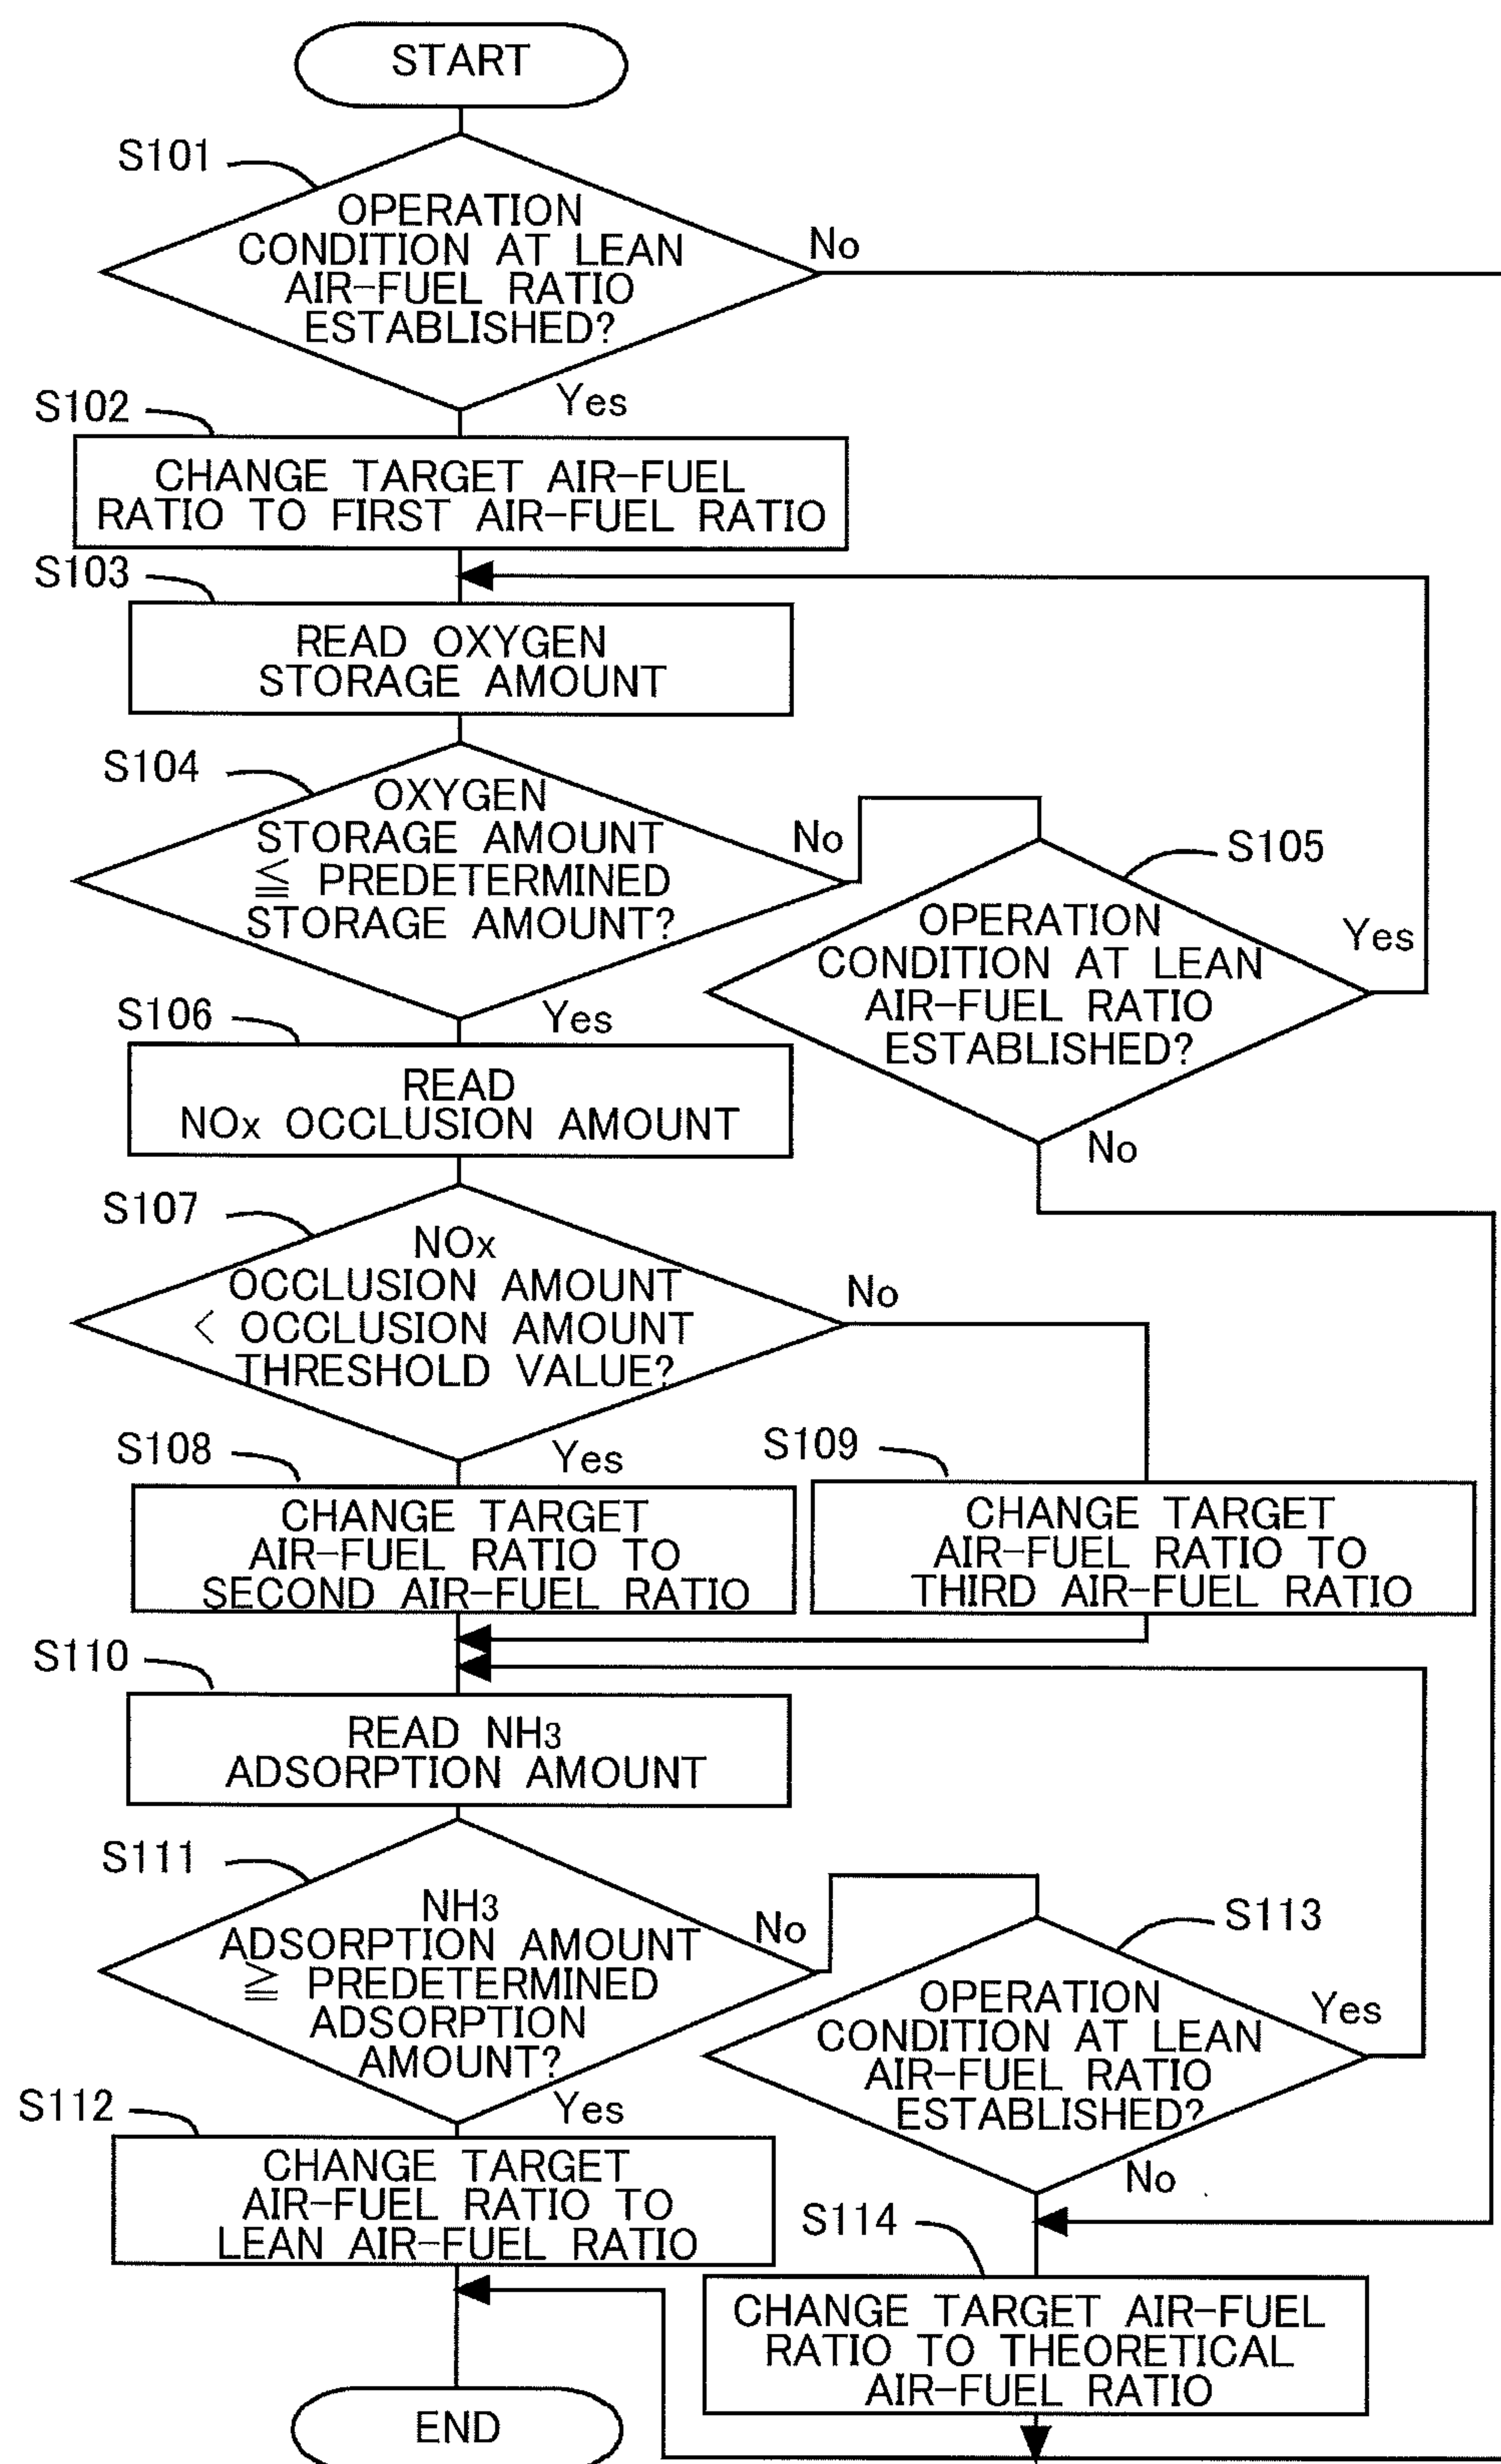 START
S101
OPERATION
CONDITION AT LEAN
AIR-FUEL RATIO
ESTABLISHED?
No
Yes
S102
CHANGE TARGET AIR-FUEL
RATIO TO FIRST AIR-FUEL RATIO
S103
READ OXYGEN
STORAGE AMOUNT
S104
OXYGEN
STORAGE AMOUNT
≦ PREDETERMINED
STORAGE AMOUNT?
No
Yes
S105
OPERATION
CONDITION AT LEAN
AIR-FUEL RATIO
ESTABLISHED?
Yes
No
S106
READ
NOx OCCLUSION AMOUNT
S107
NOx
OCCLUSION AMOUNT
< OCCLUSION AMOUNT
THRESHOLD VALUE?
No
Yes
S108
CHANGE TARGET
AIR-FUEL RATIO TO
SECOND AIR-FUEL RATIO
S109
CHANGE TARGET
AIR-FUEL RATIO TO
THIRD AIR-FUEL RATIO
S110
READ NH3
ADSORPTION AMOUNT
S111
NH3
ADSORPTION AMOUNT
≧ PREDETERMINED
ADSORPTION
AMOUNT?
No
Yes
S113
OPERATION
CONDITION AT LEAN
AIR-FUEL RATIO
ESTABLISHED?
Yes
No
S112
CHANGE TARGET
AIR-FUEL RATIO TO
LEAN AIR-FUEL RATIO
S114
CHANGE TARGET AIR-FUEL
RATIO TO THEORETICAL
AIR-FUEL RATIO
END